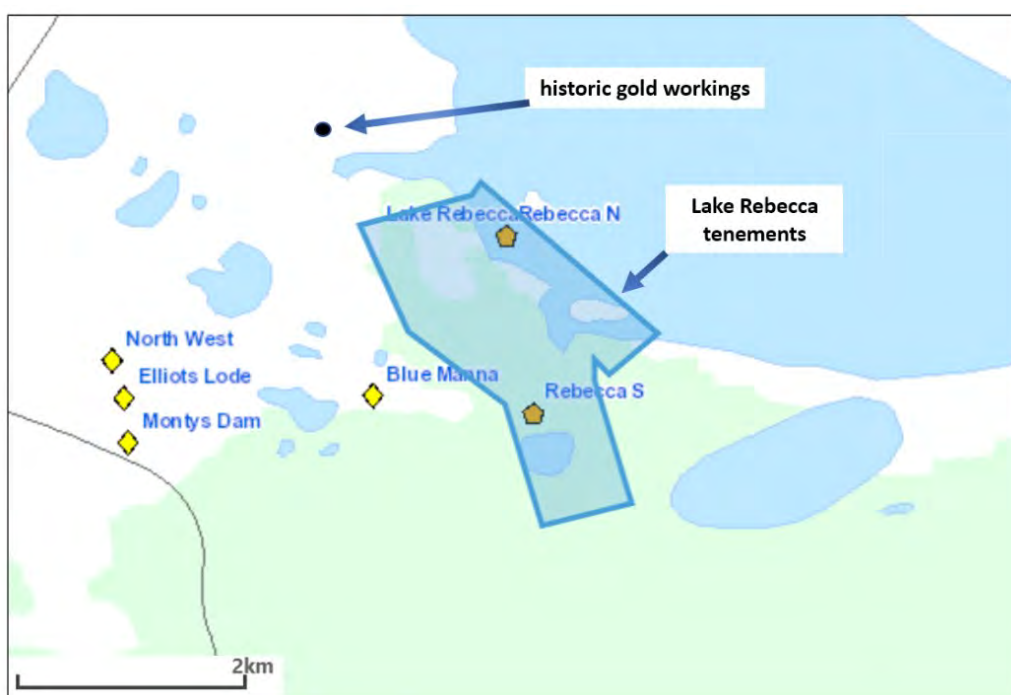 historic gold workings
Lake Rebecca
tenements
Lake RebeccaRebecca N
North West
Elliots Lode
Blue Manna
Rebecca S
Montys Dam
2km